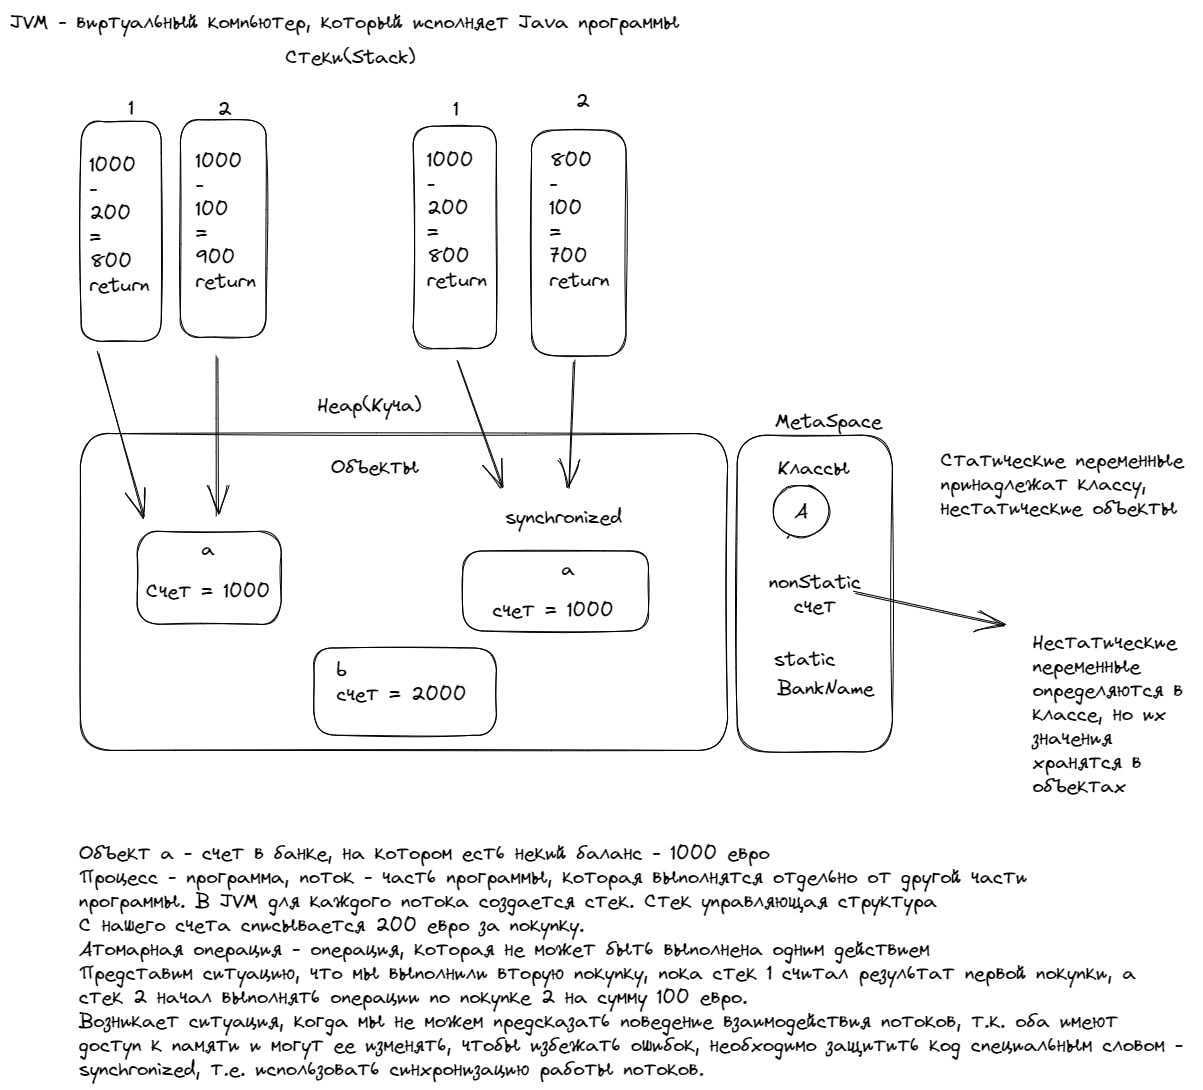 JVM - виртуальный компьютер, который исполняет Java программы
Стеки(Stack)
1
2
1000
-
200
=
800
return
1000
-
100
=
900
return
1
2
1000
-
200
=
800
return
800
-
100
=
700
return
Heap(Куча)
Объекты
synchronized
a
счет = 1000
a
счет = 1000
b
счет = 2000
MetaSpace
Классы
A
nonStatic
счет
static
BankName
Статические переменные
принадлежат классу,
нестатические объекты
Нестатические
переменные
определяются в
классе, но их
значения
хранятся в
объектах
Объект а - счет в банке, на котором есть некий баланс - 1000 евро
Процесс - программа, поток - часть программы, которая выполнятся отдельно от другой части
программы. В JVM для каждого потока создается стек. Стек управляющая структура
С нашего счета списывается 200 евро за покупку.
Атомарная операция - операция, которая не может быть выполнена одним действием
Представим ситуацию, что мы выполнили вторую покупку, пока стек 1 считал результат первой покупки, а
стек 2 начал выполнять операции по покупке 2 на сумму 100 евро.
Возникает ситуация, когда мы не можем предсказать поведение взаимодействия потоков, т.к. оба имеют
доступ к памяти и могут ее изменять, чтобы избежать ошибок, необходимо защитить код специальным словом -
synchronized, т.е. использовать синхронизацию работы потоков.